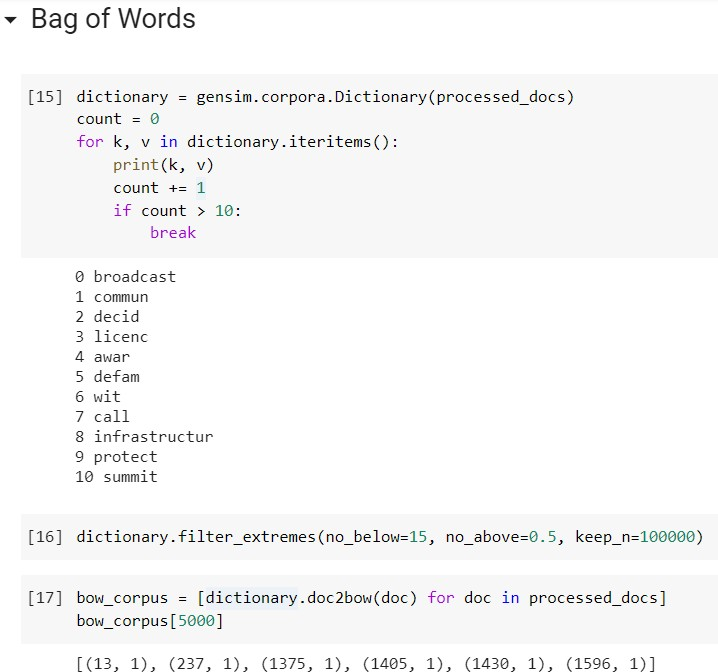 Bag of Words
[15] dictionary = gensim.corpora.Dictionary(processed_docs)
count = 0
for k, v in dictionary.iteritems():
    print(k, v)
    count += 1
    if count > 10:
        break
0 broadcast
1 commun
2 decid
3 licenc
4 awar
5 defam
6 wit
7 call
8 infrastructur
9 protect
10 summit
[16] dictionary.filter_extremes(no_below=15, no_above=0.5, keep_n=100000)
[17] bow_corpus = [dictionary.doc2bow(doc) for doc in processed_docs]
bow_corpus[5000]
[(13, 1), (237, 1), (1375, 1), (1405, 1), (1430, 1), (1596, 1)]